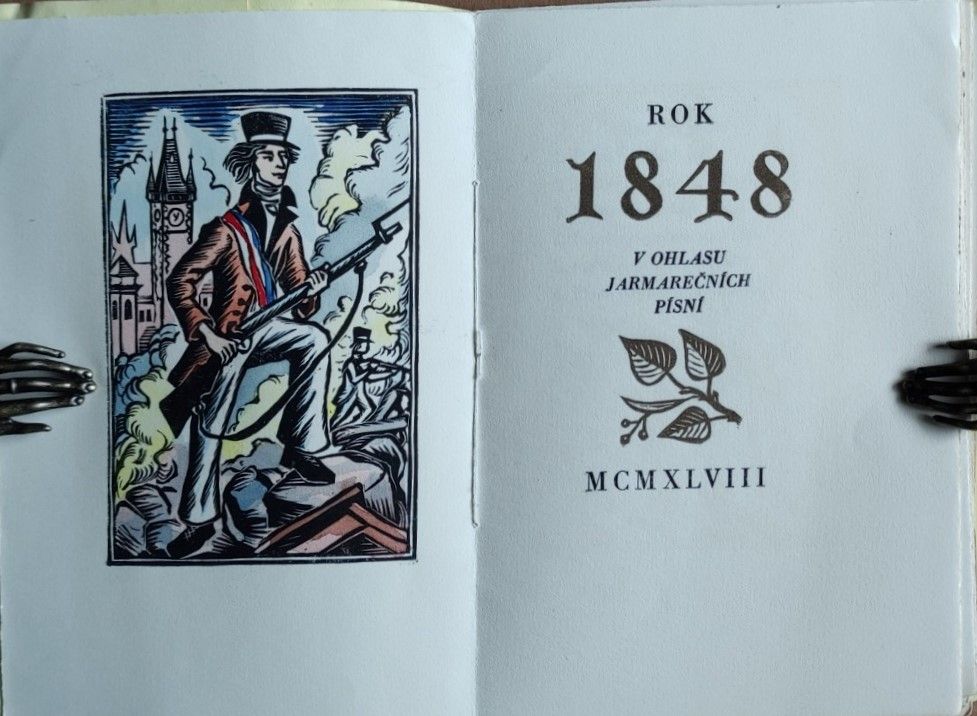 ROK
1848
V OHLASU
JARMAREČNÍCH
PÍSNÍ
MCMXLVIII